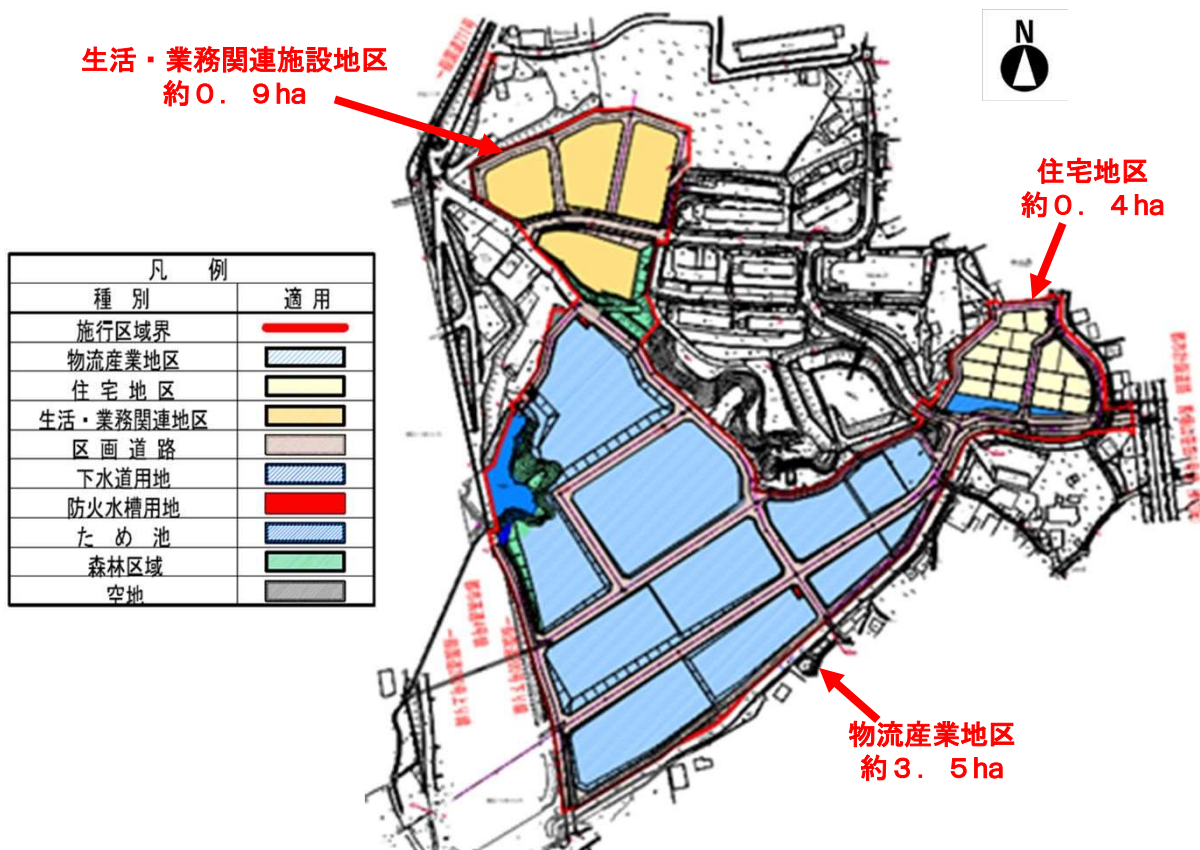 生活・業務関連施設地区
約０．９ha
N
住宅地区
約０．４ha
凡 例
種 別 適 用
施行区域界
物流産業地区
住 宅 地 区
生活・業務関連地区
区 画 道 路
下水道用地
防火水槽用地
た め 池
森林区域
空地
物流産業地区
約３．５ha